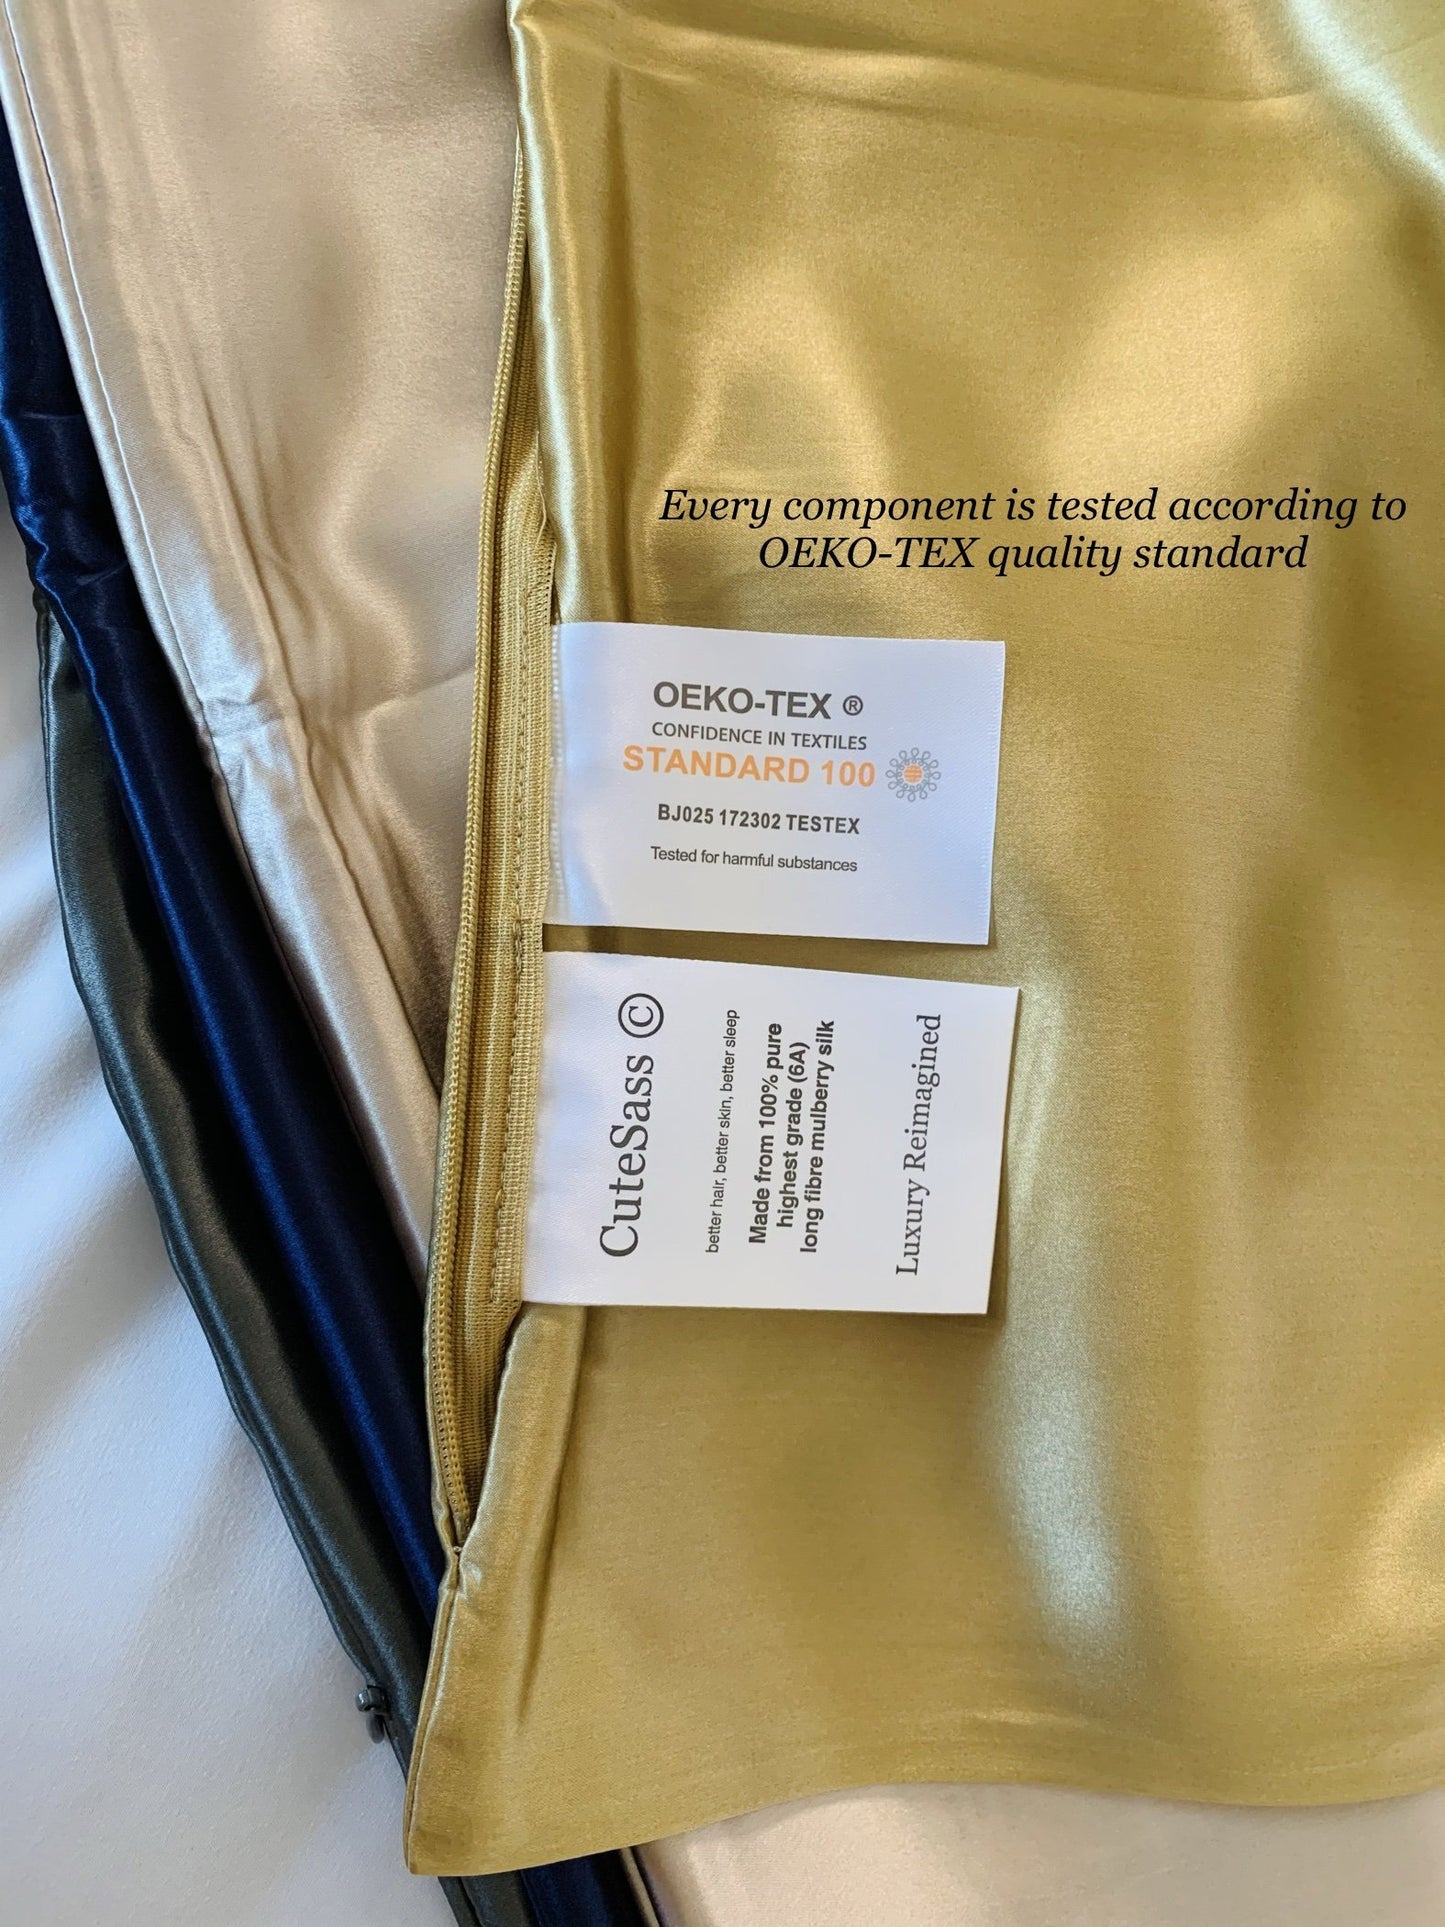 Every component is tested according to
OEKO-TEX quality standard
OEKO-TEX ®
CONFIDENCE IN TEXTILES
STANDARD 100
BJ025 172302 TESTEX
Tested for harmful substances
CuteSass ©
better hair, better skin, better sleep
Made from 100% pure
highest grade (6A)
long fibre mulberry silk
Luxury Reimagined